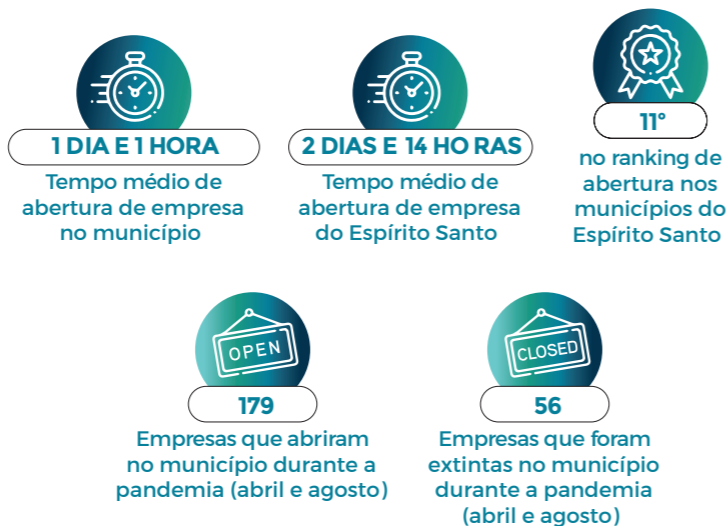 1 DIA E 1 HORA
Tempo médio de
abertura de empresa
no município
2 DIAS E 14 HO RAS
Tempo médio de
abertura de empresa
do Espírito Santo
11°
no ranking de
abertura nos
municípios do
Espírito Santo
OPEN
179
Empresas que abriram
no município durante a
pandemia (abril e agosto)
CLOSED
56
Empresas que foram
extintas no município
durante a pandemia
(abril e agosto)